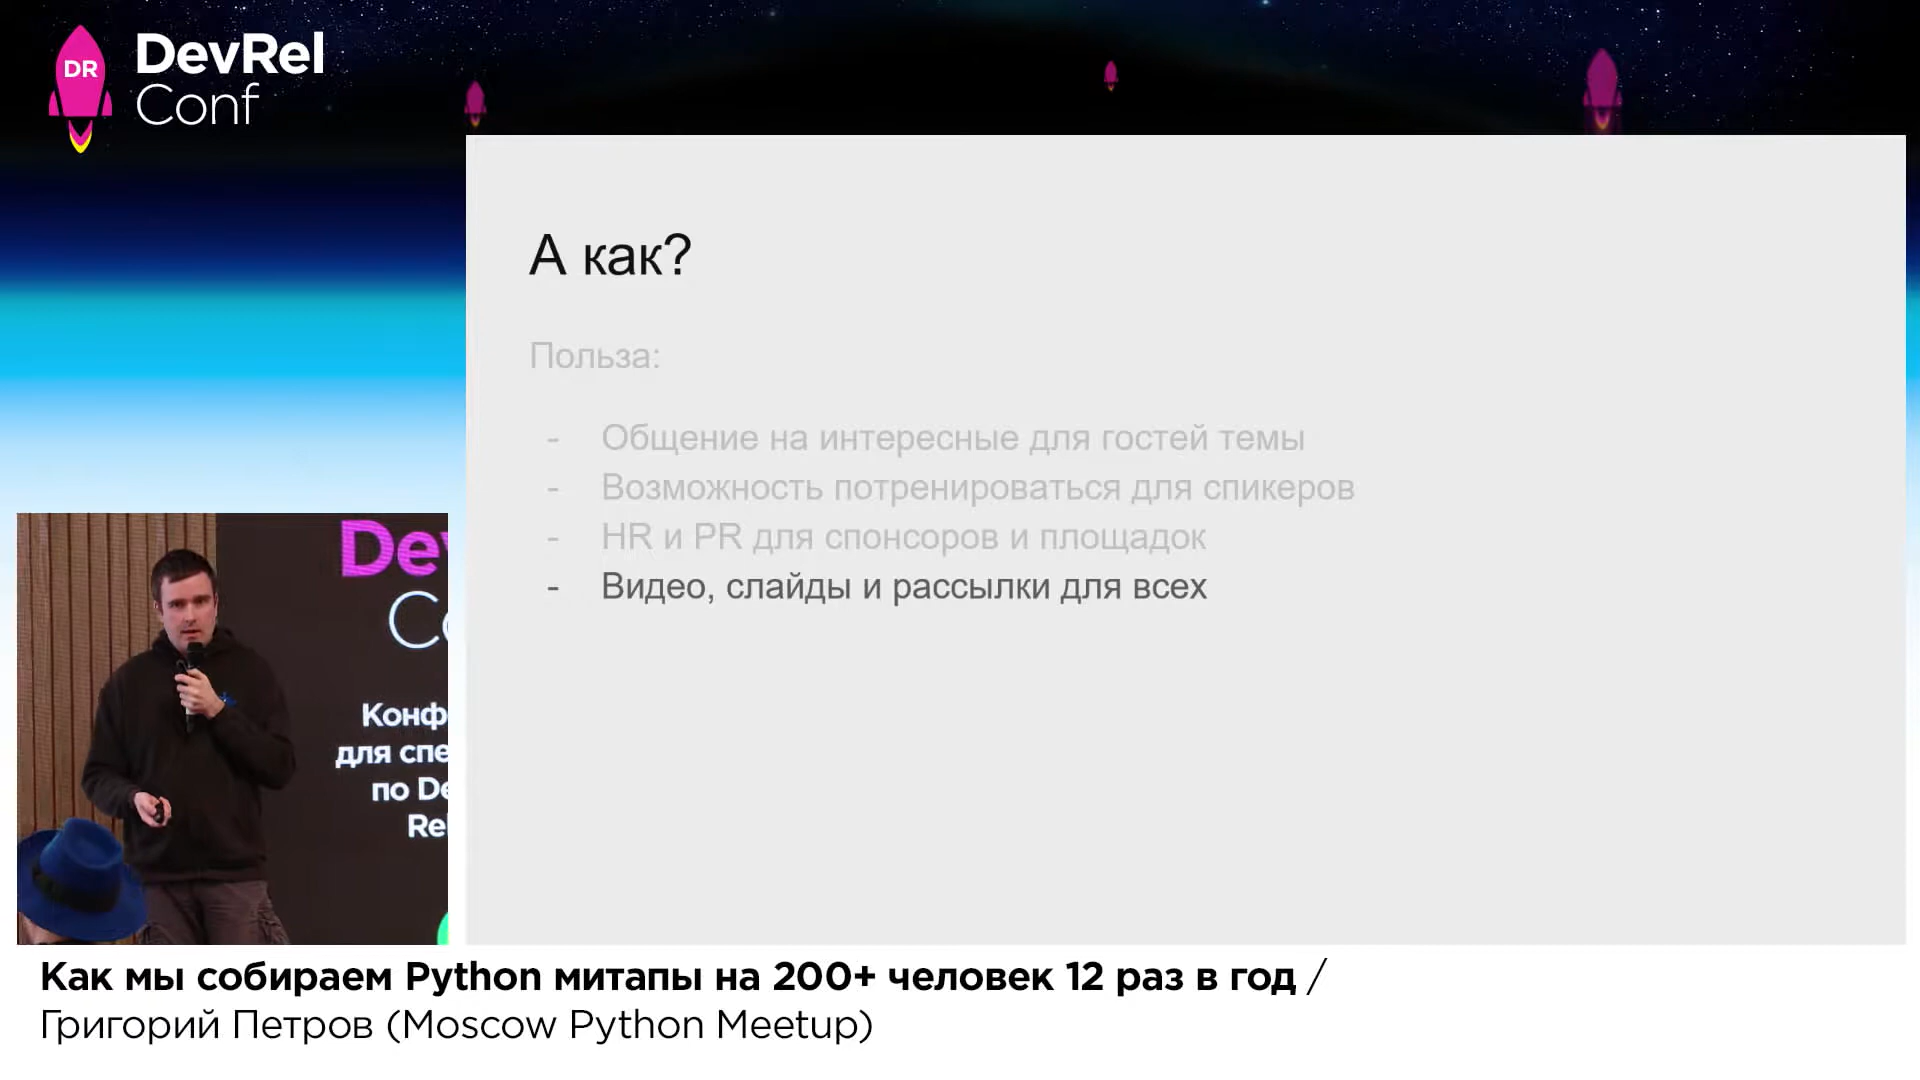 DR
DevRel
Conf
А как?
Польза:
- Общение на интересные для гостей темы
- Возможность потренироваться для спикеров
- HR и PR для спонсоров и площадок
- Видео, слайды и рассылки для всех
Dev
Co
Конф
для спе
по De
Rel
Как мы собираем Python митапы на 200+ человек 12 раз в год /
Григорий Петров (Moscow Python Meetup)